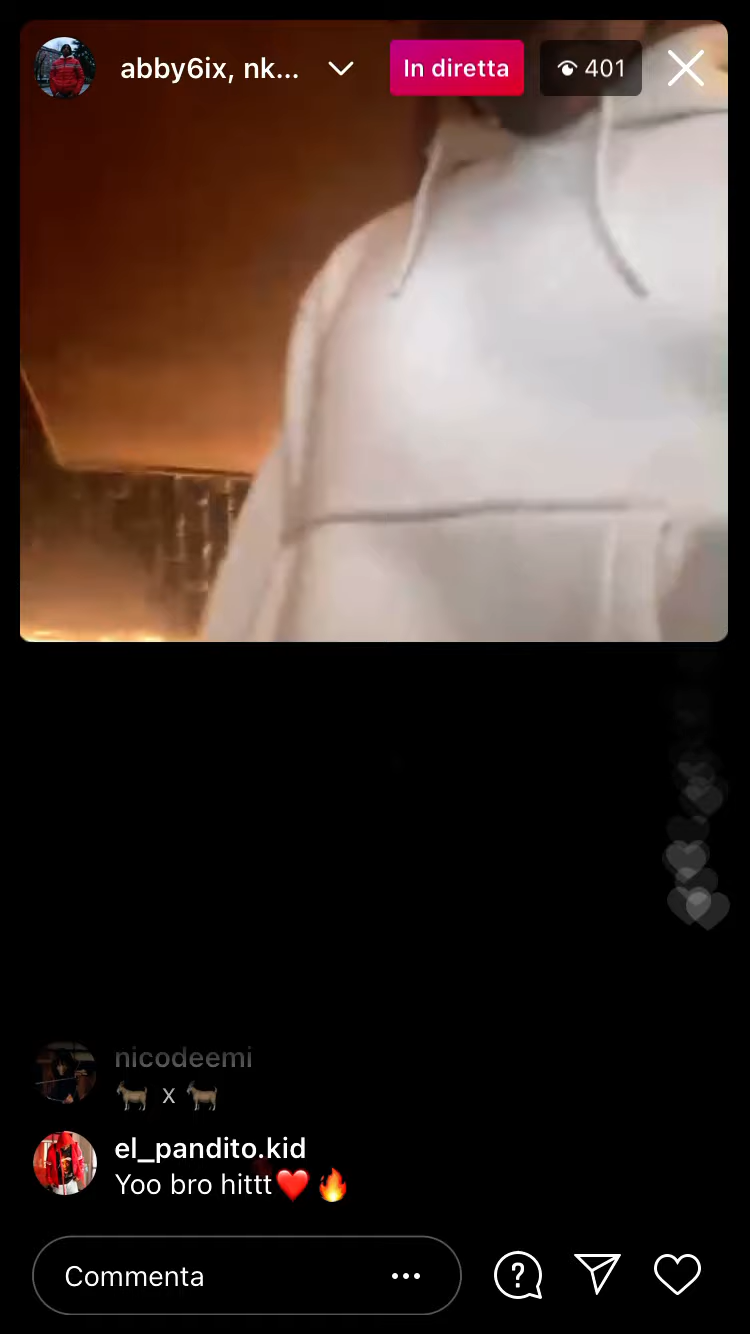 abby6ix, nk...
In diretta
401
nicodeemi
🐐 x 🐐
el_pandito.kid
Yoo bro hittt❤️🔥
Commenta